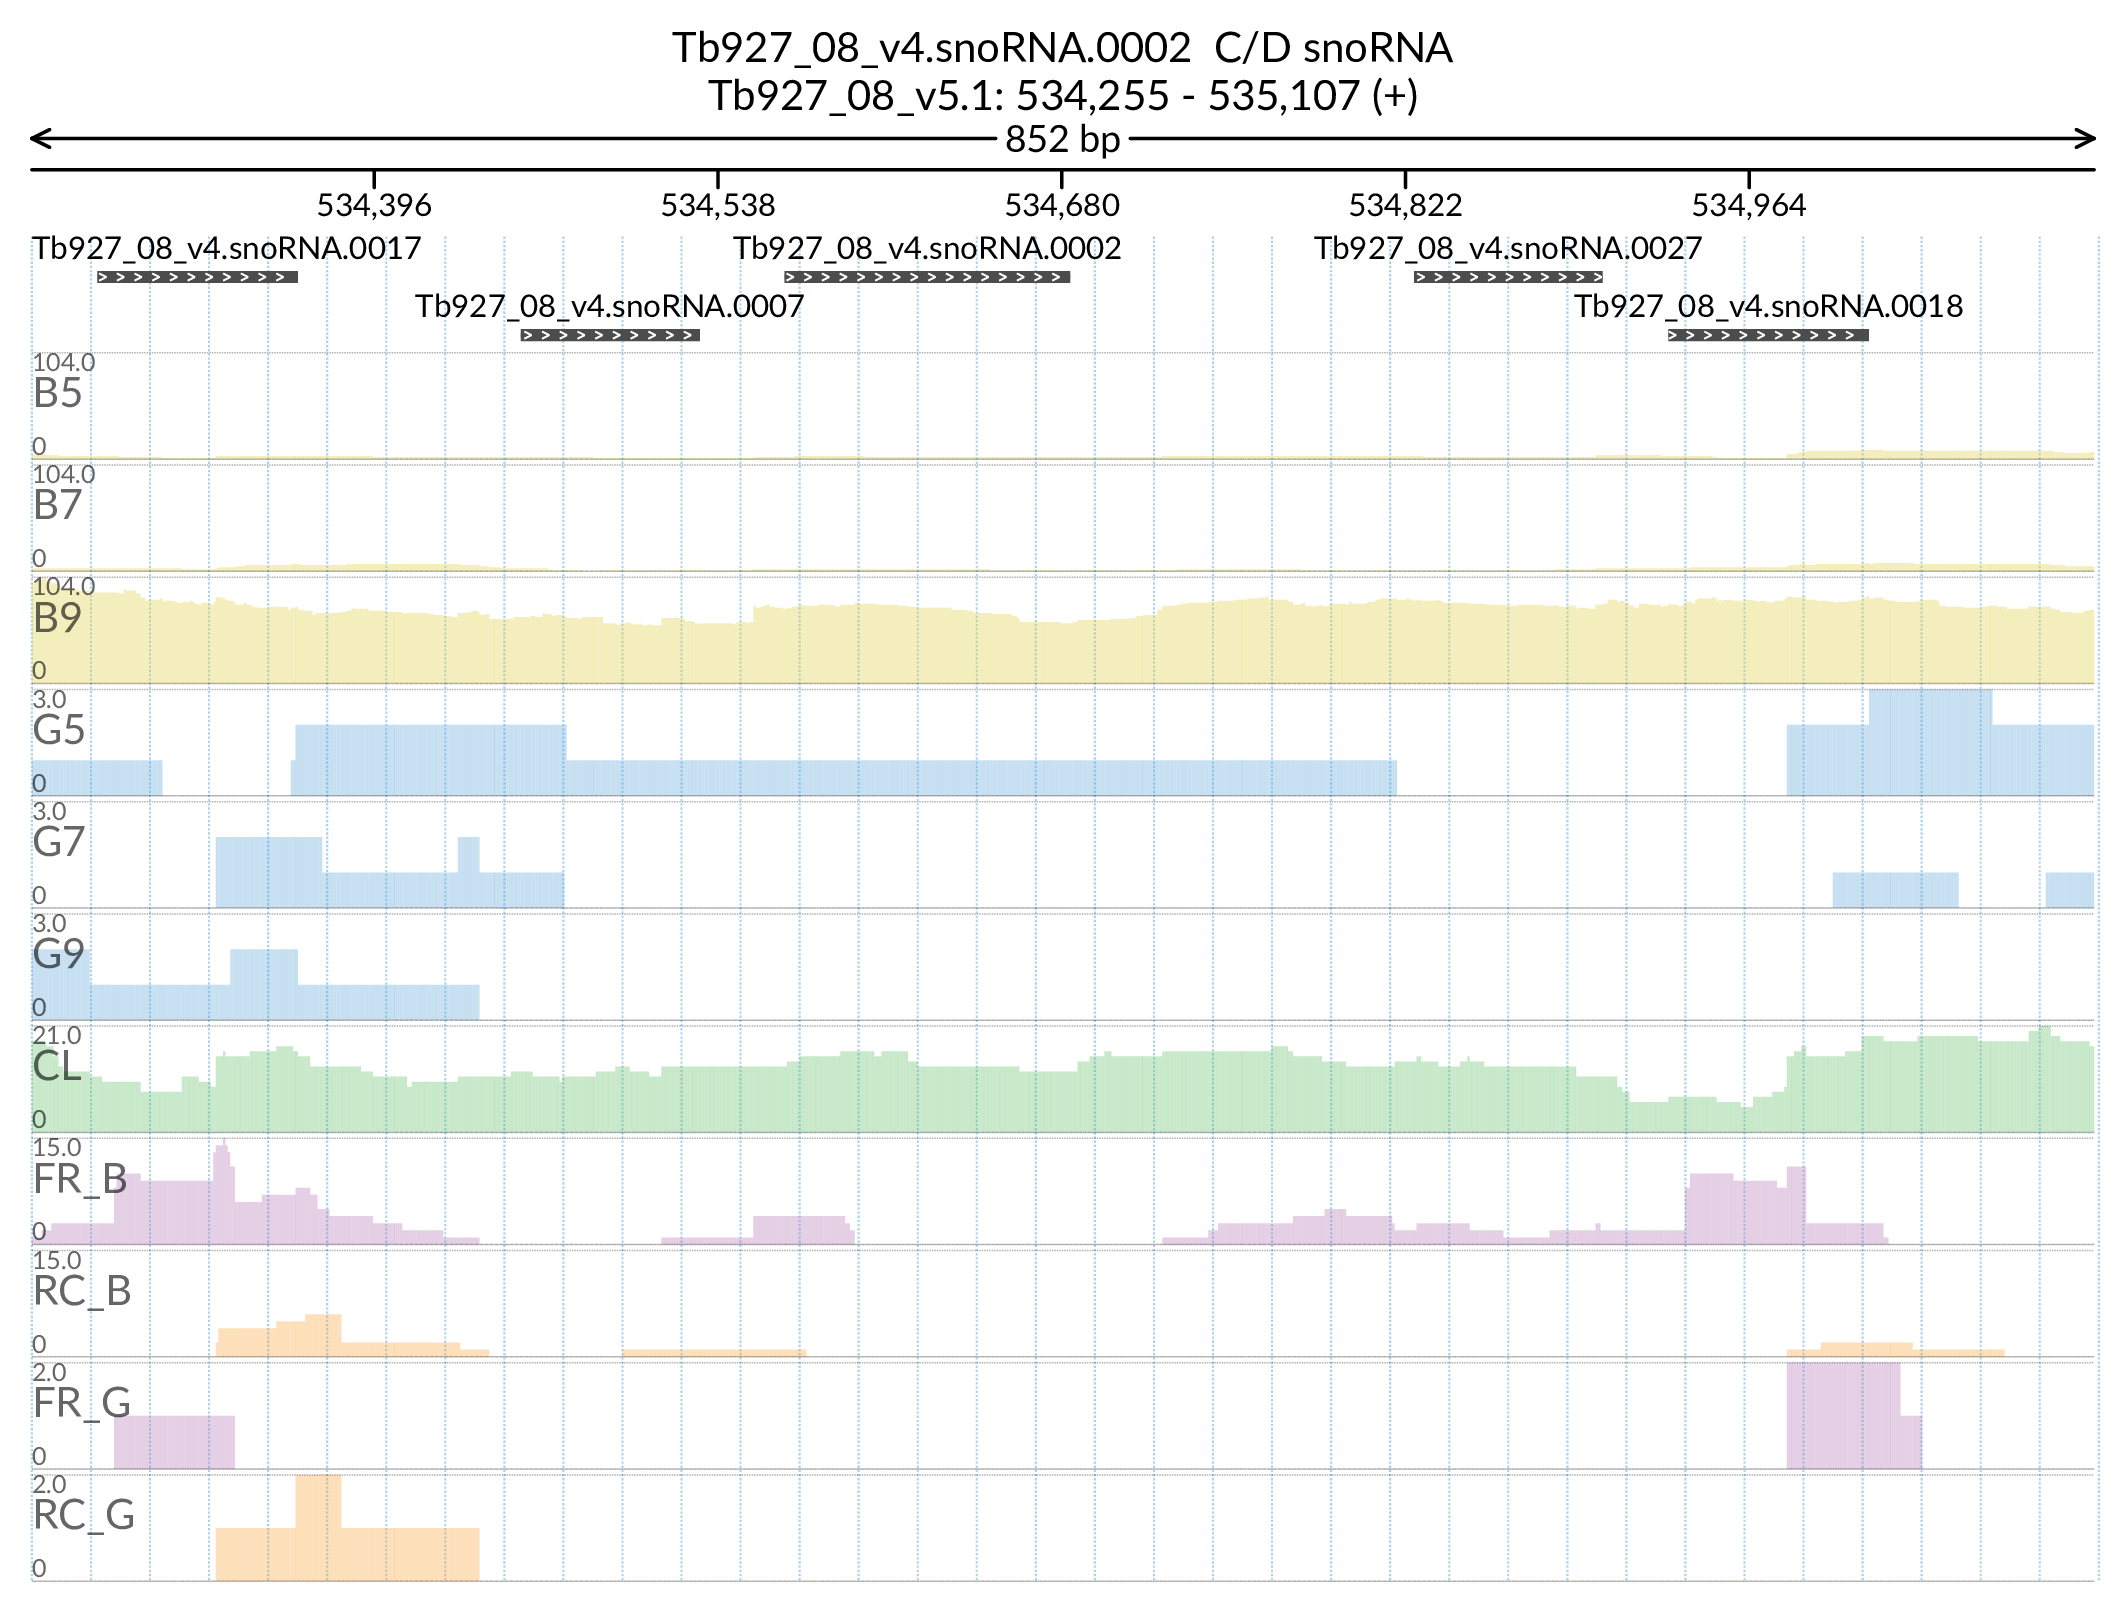 Tb927_08_v4.snoRNA.0002  C/D snoRNA
Tb927_08_v5.1: 534,255 - 535,107 (+)
852 bp
534,396 534,538 534,680 534,822 534,964
Tb927_08_v4.snoRNA.0017 Tb927_08_v4.snoRNA.0002 Tb927_08_v4.snoRNA.0027
Tb927_08_v4.snoRNA.0007 Tb927_08_v4.snoRNA.0018
104.0
B5
0
104.0
B7
0
104.0
B9
0
3.0
G5
0
3.0
G7
0
3.0
G9
0
21.0
CL
0
15.0
FR_B
0
15.0
RC_B
0
2.0
FR_G
0
2.0
RC_G
0